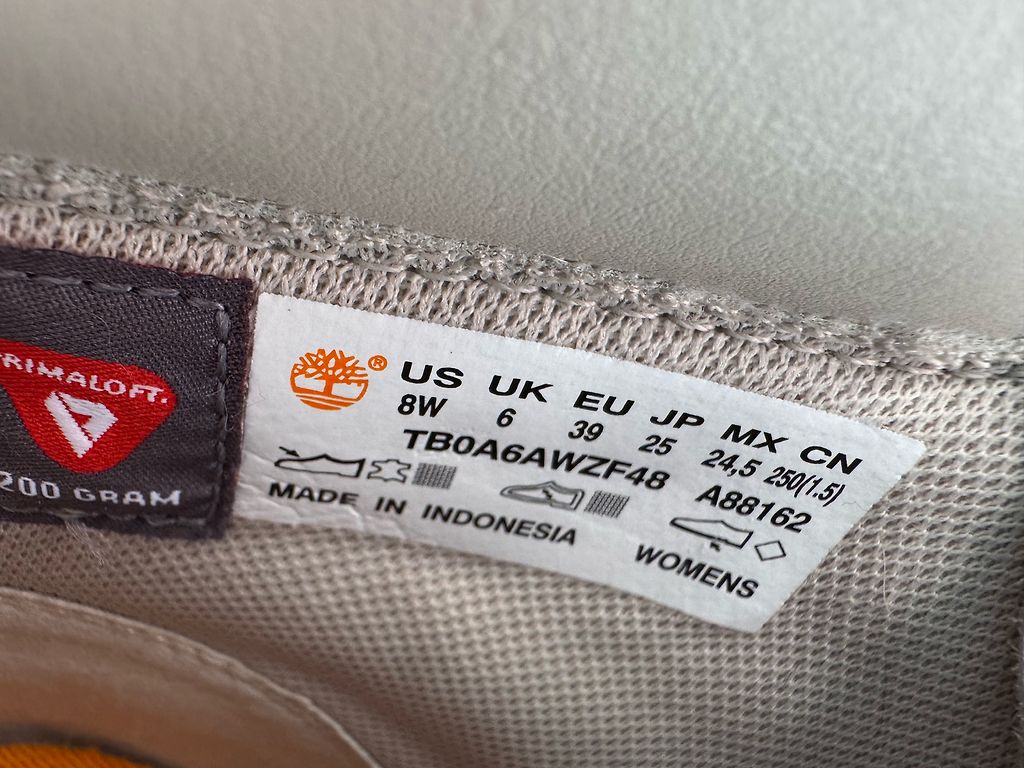 PRIMALOFT.
200 GRAM
® US UK EU JP MX CN
8W 6 39 25 24,5 250(1.5)
TB0A6AWZF48 A88162
MADE IN INDONESIA WOMENS